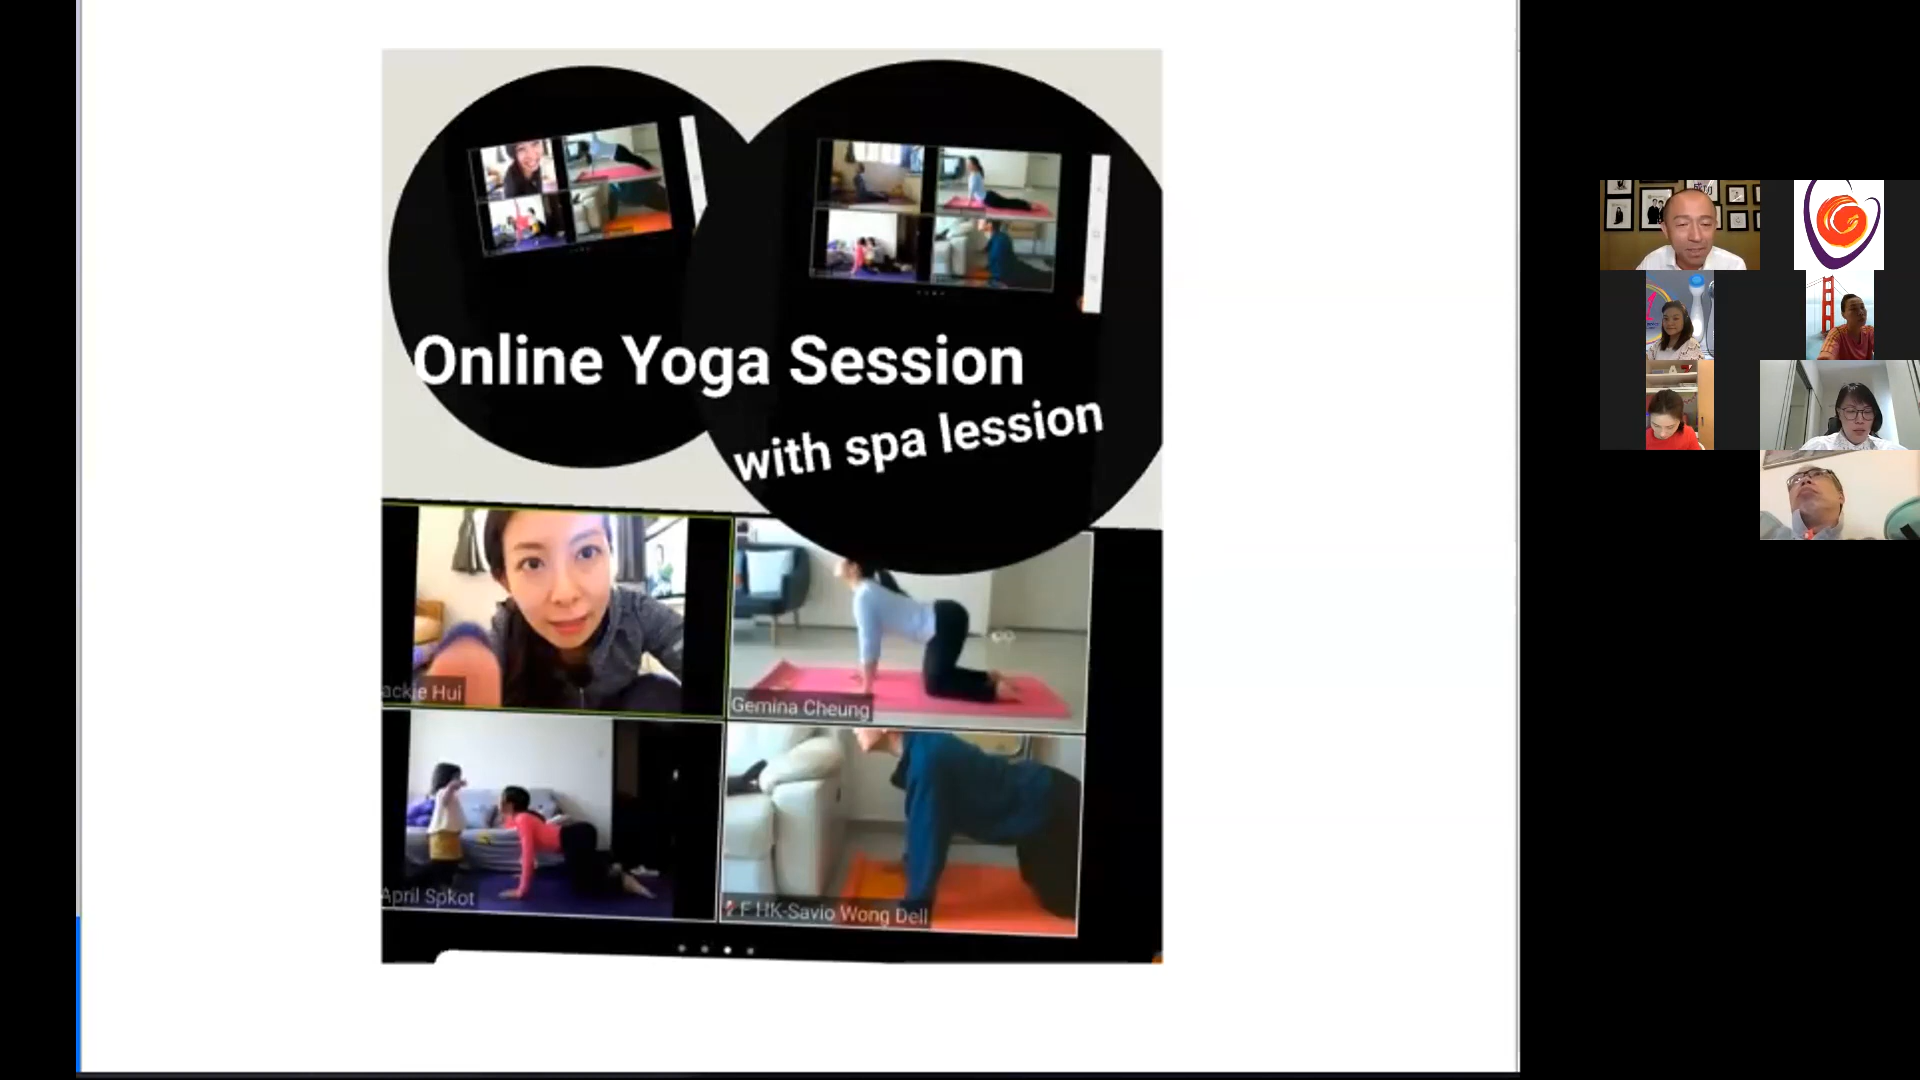 Online Yoga Session
with spa lession
ackie Hui
Gemina Cheung
April Spkot
F HK-Savio Wong Dell